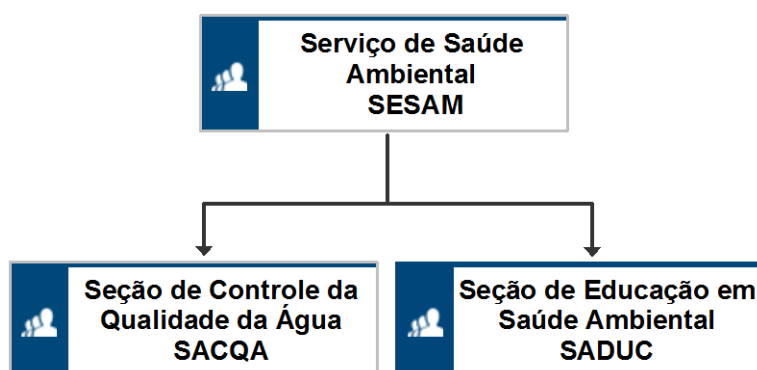 Serviço de Saúde
Ambiental
SESAM
Seção de Controle da
Qualidade da Água
SACQA
Seção de Educação em
Saúde Ambiental
SADUC